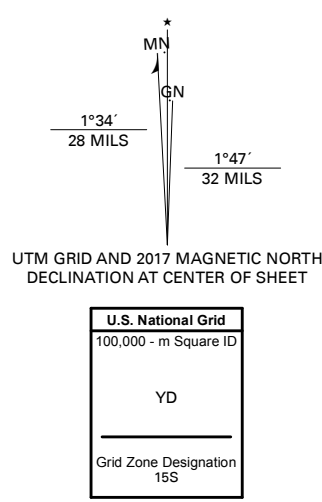 ★
MN
GN
1°34´
28 MILS
1°47´
32 MILS
UTM GRID AND 2017 MAGNETIC NORTH
DECLINATION AT CENTER OF SHEET
U.S. National Grid
100,000 - m Square ID
YD
Grid Zone Designation
15S